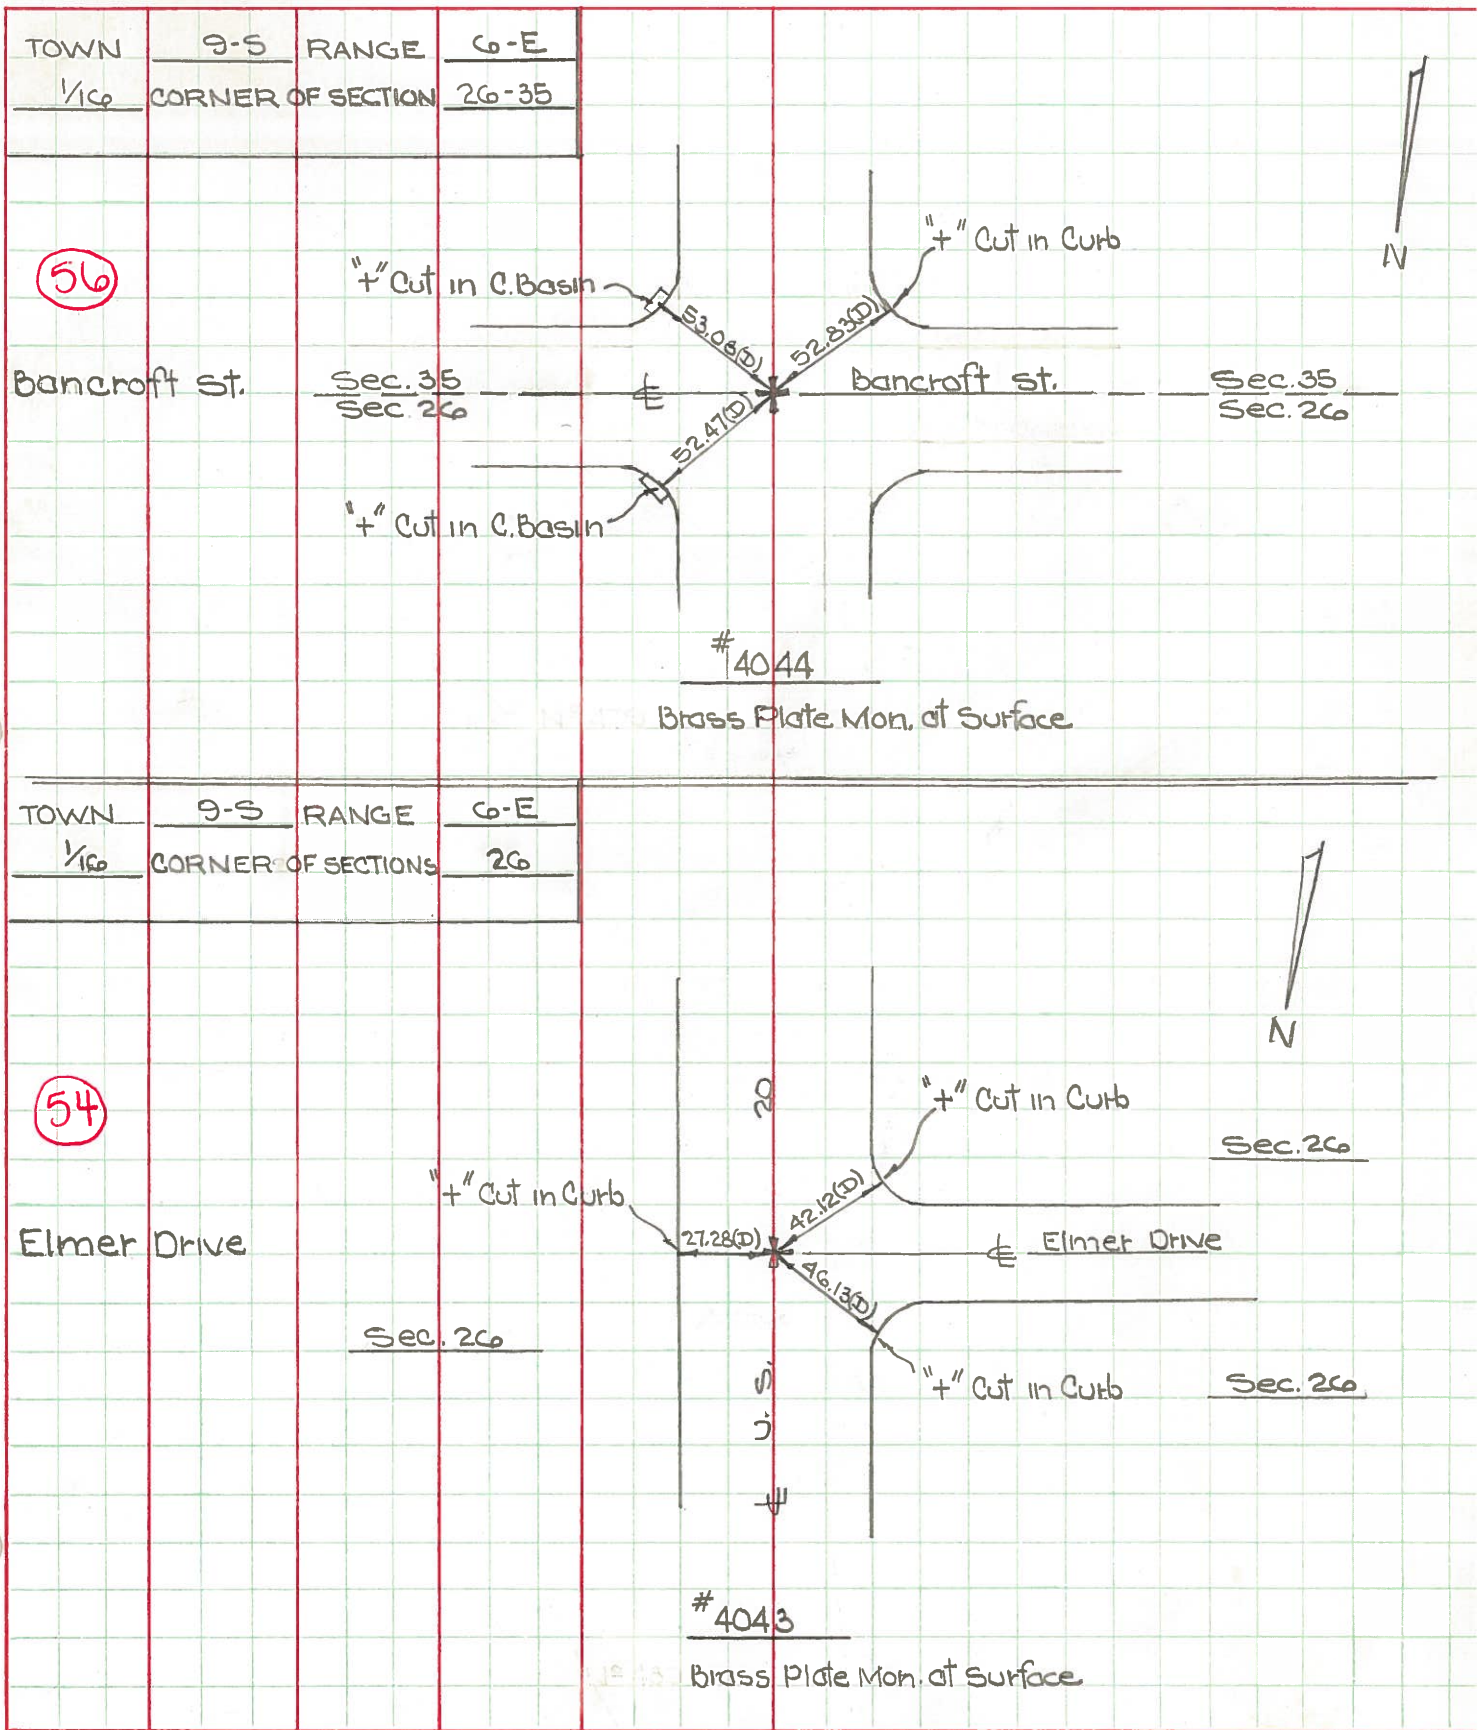 TOWN 9-S RANGE 6-E
1/16 CORNER OF SECTION 26-35
N
56
"+" Cut in Curb
"+" Cut in C.Basin
53.08(D)
52.83(D)
Bancroft St.
Sec. 35
Sec. 26
℄
Bancroft St.
Sec. 35
Sec. 26
52.47(D)
"+" Cut in C.Basin
#4044
Brass Plate Mon. at Surface
TOWN 9-S RANGE 6-E
1/16 CORNER OF SECTIONS 26
N
54
20
"+" Cut in Curb
Sec. 26
"+" Cut in Curb
42.12(D)
Elmer Drive
27.28(D)
℄ Elmer Drive
46.13(D)
Sec. 26
"+" Cut in Curb
Sec. 26
℄ U.S.
#4043
Brass Plate Mon. at Surface